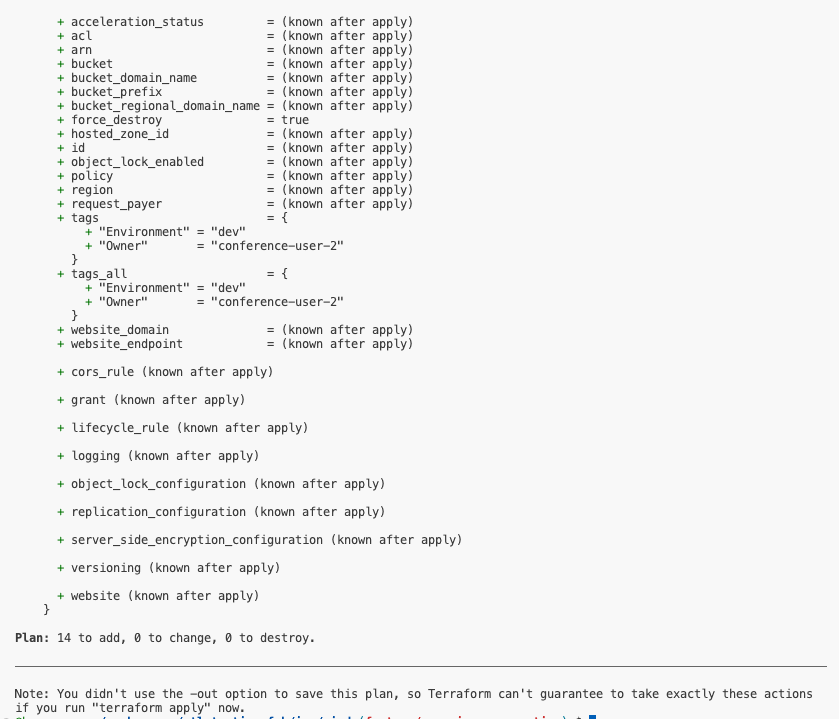 + acceleration_status         = (known after apply)
+ acl                         = (known after apply)
+ arn                         = (known after apply)
+ bucket                      = (known after apply)
+ bucket_domain_name          = (known after apply)
+ bucket_prefix               = (known after apply)
+ bucket_regional_domain_name = (known after apply)
+ force_destroy               = true
+ hosted_zone_id              = (known after apply)
+ id                          = (known after apply)
+ object_lock_enabled         = (known after apply)
+ policy                      = (known after apply)
+ region                      = (known after apply)
+ request_payer               = (known after apply)
+ tags                        = {
    + "Environment" = "dev"
    + "Owner"       = "conference-user-2"
  }
+ tags_all                    = {
    + "Environment" = "dev"
    + "Owner"       = "conference-user-2"
  }
+ website_domain              = (known after apply)
+ website_endpoint            = (known after apply)
+ cors_rule (known after apply)
+ grant (known after apply)
+ lifecycle_rule (known after apply)
+ logging (known after apply)
+ object_lock_configuration (known after apply)
+ replication_configuration (known after apply)
+ server_side_encryption_configuration (known after apply)
+ versioning (known after apply)
+ website (known after apply)
}
Plan: 14 to add, 0 to change, 0 to destroy.
Note: You didn't use the -out option to save this plan, so Terraform can't guarantee to take exactly these actions
if you run "terraform apply" now.